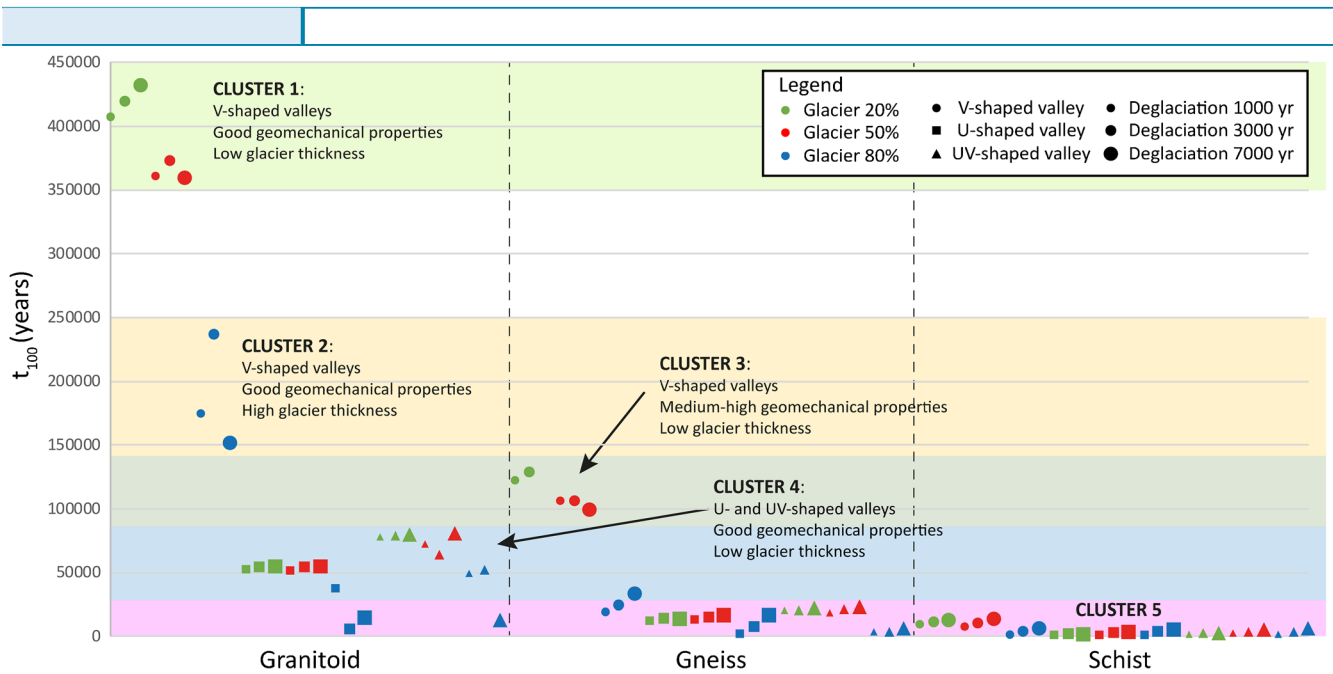 450000
400000
350000
300000
250000
200000
150000
100000
50000
0
t100 (years)
CLUSTER 1:
V-shaped valleys
Good geomechanical properties
Low glacier thickness
Legend
Glacier 20%
Glacier 50%
Glacier 80%
V-shaped valley
U-shaped valley
UV-shaped valley
Deglaciation 1000 yr
Deglaciation 3000 yr
Deglaciation 7000 yr
CLUSTER 2:
V-shaped valleys
Good geomechanical properties
High glacier thickness
CLUSTER 3:
V-shaped valleys
Medium-high geomechanical properties
Low glacier thickness
CLUSTER 4:
U- and UV-shaped valleys
Good geomechanical properties
Low glacier thickness
CLUSTER 5
Granitoid
Gneiss
Schist